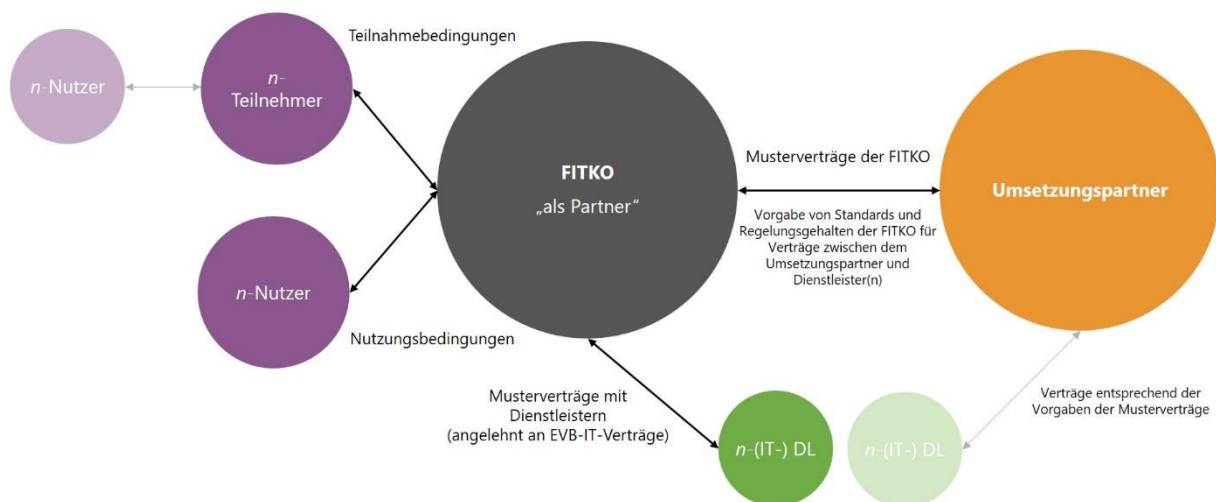 Teilnahmebedingungen
n-Nutzer
n-
Teilnehmer
FITKO
„als Partner“
Musterverträge der FITKO
Umsetzungspartner
Vorgabe von Standards und
Regelungsgehalten der FITKO für
Verträge zwischen dem
Umsetzungspartner und
Dienstleister(n)
n-Nutzer
Nutzungsbedingungen
Musterverträge mit
Dienstleistern
(angelehnt an EVB-IT-Verträge)
n-(IT-) DL
n-(IT-) DL
Verträge entsprechend der
Vorgaben der Musterverträge